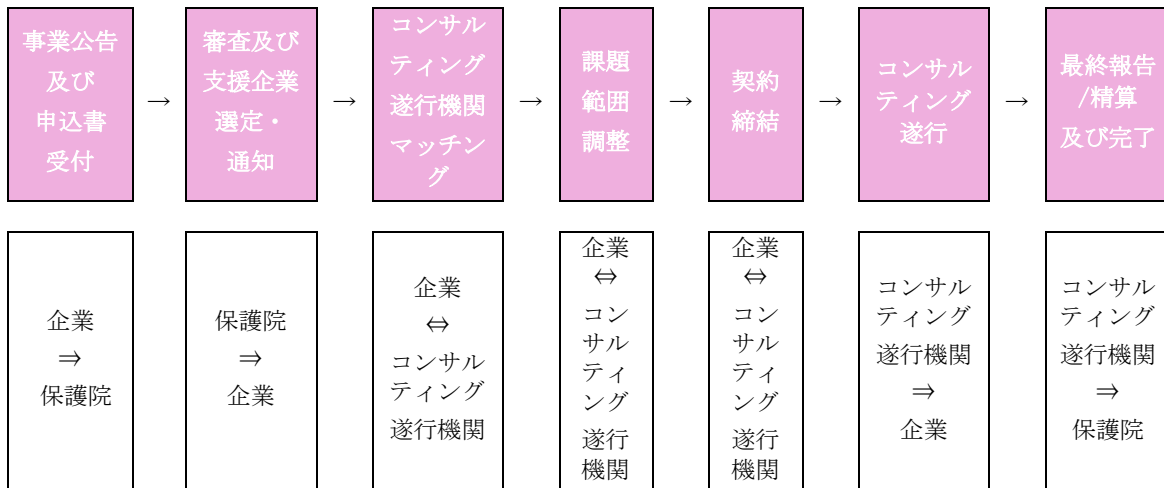 事業公告
及び
申込書
受付
→
審査及び
支援企業
選定・
通知
→
コンサル
ティング
遂行機関
マッチン
グ
→
課題
範囲
調整
→
契約
締結
→
コンサル
ティング
遂行
→
最終報告
/精算
及び完了
企業
⇒
保護院
保護院
⇒
企業
企業
⇔
コンサル
ティング
遂行機関
企業
⇔
コン
サル
ティ
ング
遂行
機関
企業
⇔
コン
サル
ティ
ング
遂行
機関
コンサル
ティング
遂行機関
⇒
企業
コンサル
ティング
遂行機関
⇒
保護院